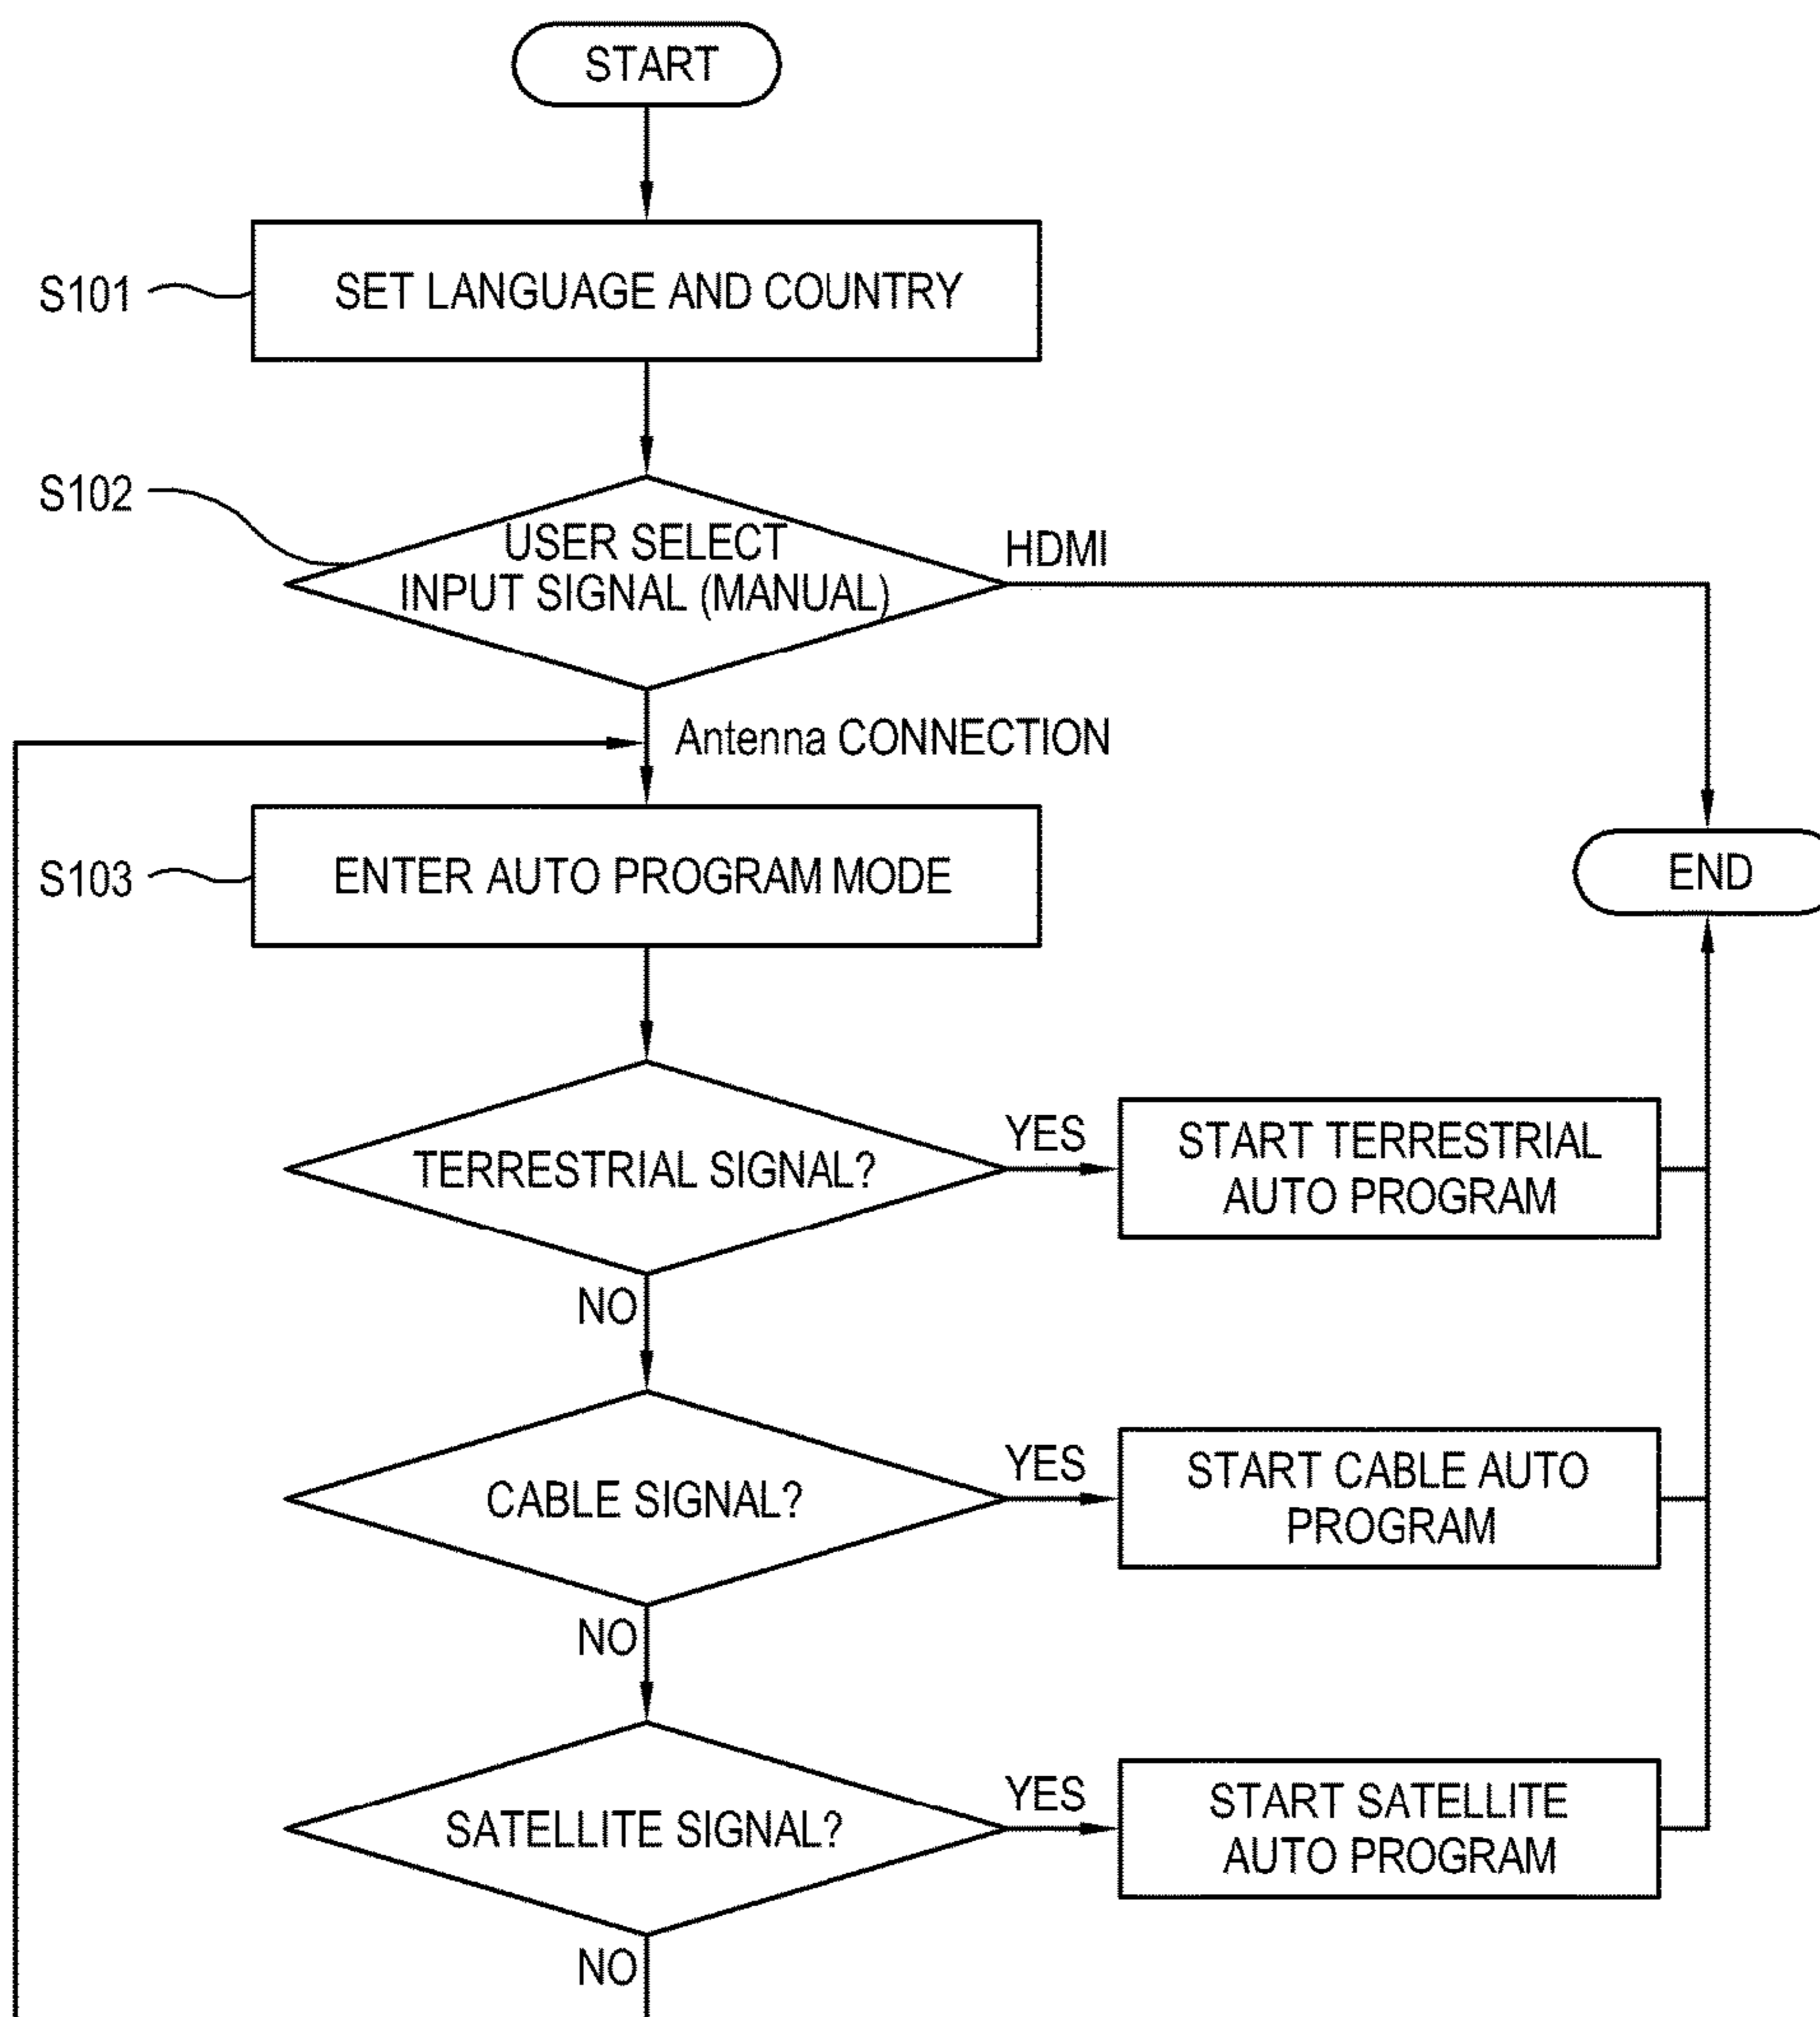 START
S101
SET LANGUAGE AND COUNTRY
S102
USER SELECT
INPUT SIGNAL (MANUAL)
HDMI
Antenna CONNECTION
S103
ENTER AUTO PROGRAM MODE
END
TERRESTRIAL SIGNAL?
YES
START TERRESTRIAL
AUTO PROGRAM
NO
CABLE SIGNAL?
YES
START CABLE AUTO
PROGRAM
NO
SATELLITE SIGNAL?
YES
START SATELLITE
AUTO PROGRAM
NO